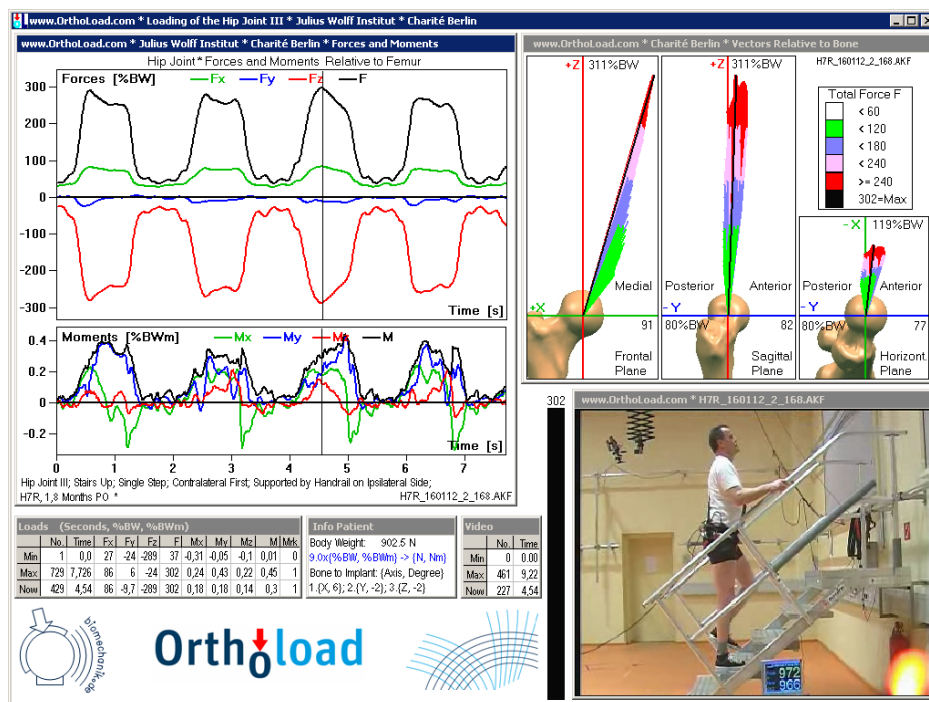 www.OrthoLoad.com * Loading of the Hip Joint III * Julius Wolff Institut * Charité Berlin
www.OrthoLoad.com * Julius Wolff Institut * Charité Berlin * Forces and Moments
Hip Joint * Forces and Moments Relative to Femur
Forces [%BW] Fx Fy Fz F
300
200
100
0
-100
-200
-300
Time [s]
Moments [%BWm] Mx My M M
0.4
0.2
0
-0.2
Time [s]
0 1 2 3 4 5 6 7
Hip Joint III; Stairs Up; Single Step; Contralateral First; Supported by Handrail on Ipsilateral Side;
H7R, 1,8 Months PO * H7R_160112_2_168.AKF
www.OrthoLoad.com * Charité Berlin * Vectors Relative to Bone
+Z 311%BW
+X
Medial
91
Frontal
Plane
+Z 311%BW
Posterior Anterior
-Y
80%BW 82
Sagittal
Plane
H7R_160112_2_168.AKF
Total Force F
< 60
< 120
< 180
< 240
>= 240
302=Max
-X 119%BW
Posterior Anterior
-Y
80%BW 77
Horizont.
Plane
302
www.OrthoLoad.com * H7R_160112_2_168.AKF
972
966
Loads (Seconds, %BW, %BWm)
No. Time Fx Fy Fz F Mx My Mz M Mrk
Min 1 0,0 27 -24 -289 37 -0,31 -0,05 -0,1 0,01 0
Max 729 7,726 86 6 -24 302 0,24 0,43 0,22 0,45 1
Now 429 4,54 86 -9,7 -289 302 0,18 0,18 0,14 0,3 1
Info Patient
Body Weight: 902.5 N
9.0x{%BW, %BWm} -> {N, Nm}
Bone to Implant: {Axis, Degree}
1.{X, 6}; 2.{Y, -2}; 3.{Z, -2}
Video
No. Time
Min 0 0.00
Max 461 9,22
Now 227 4,54
biomechanik.de
Orthoload